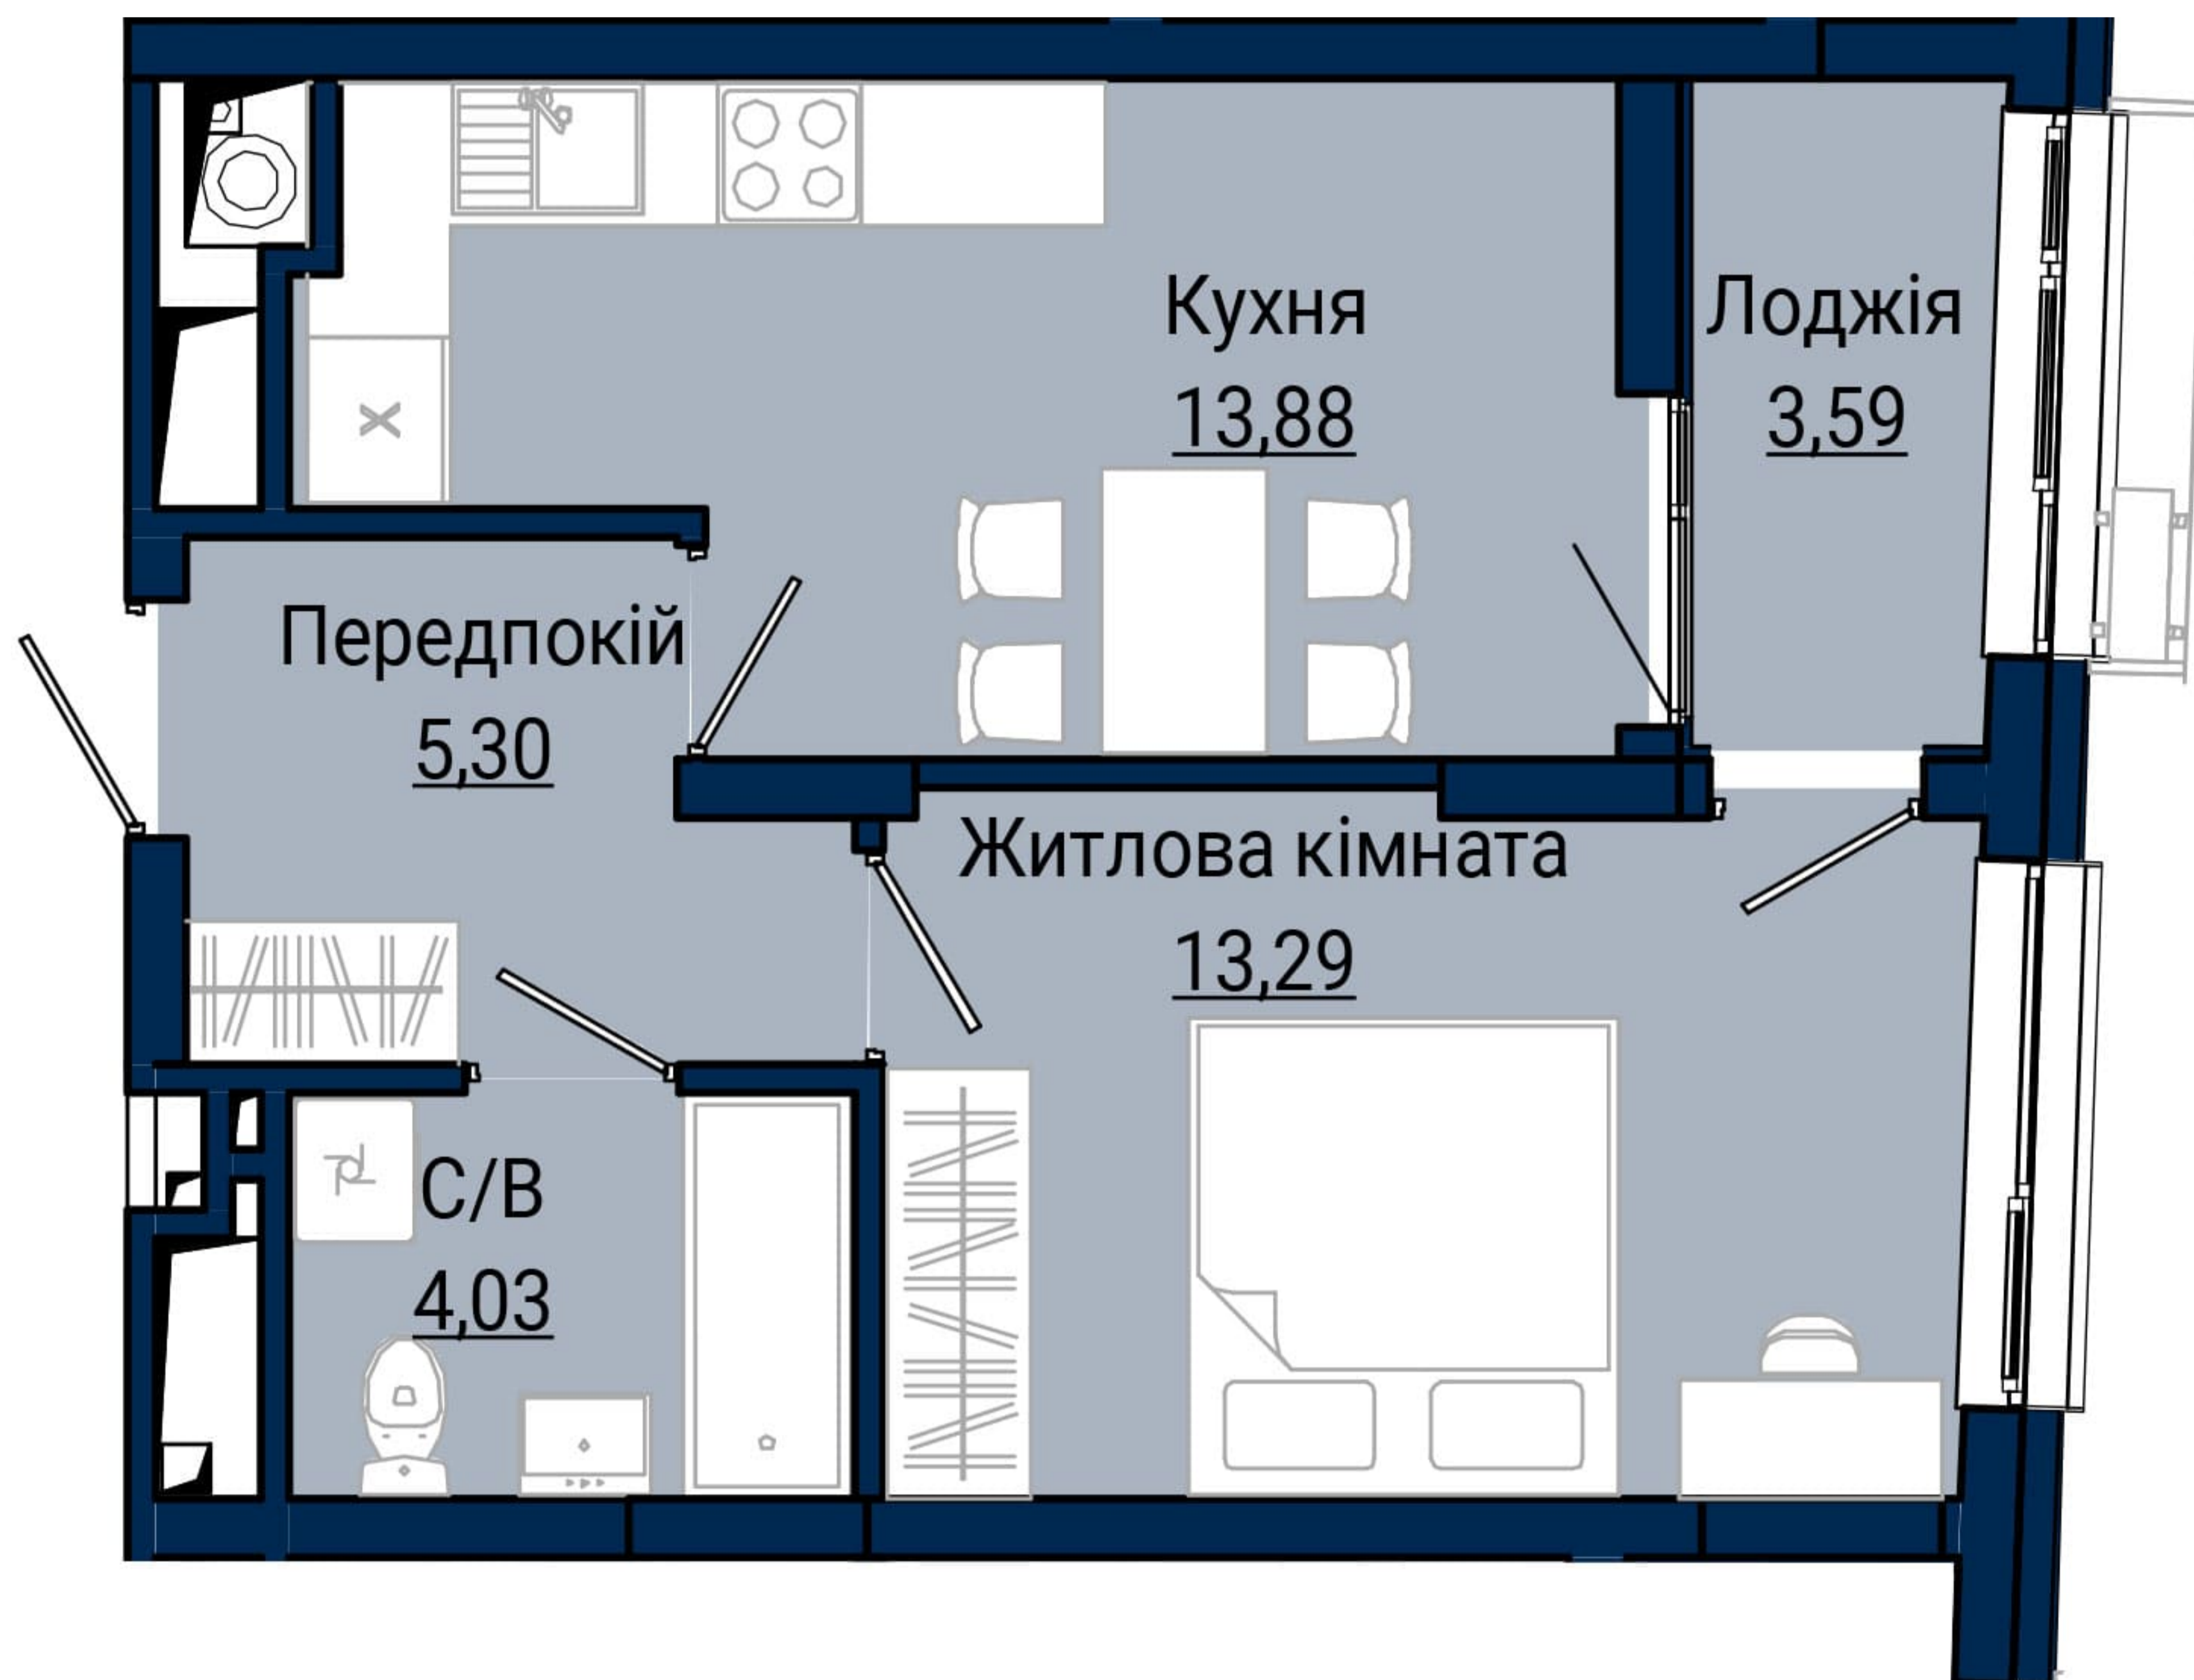 Кухня
13,88
Лоджія
3,59
Передпокій
5,30
Житлова кімната
13,29
С/В
4,03